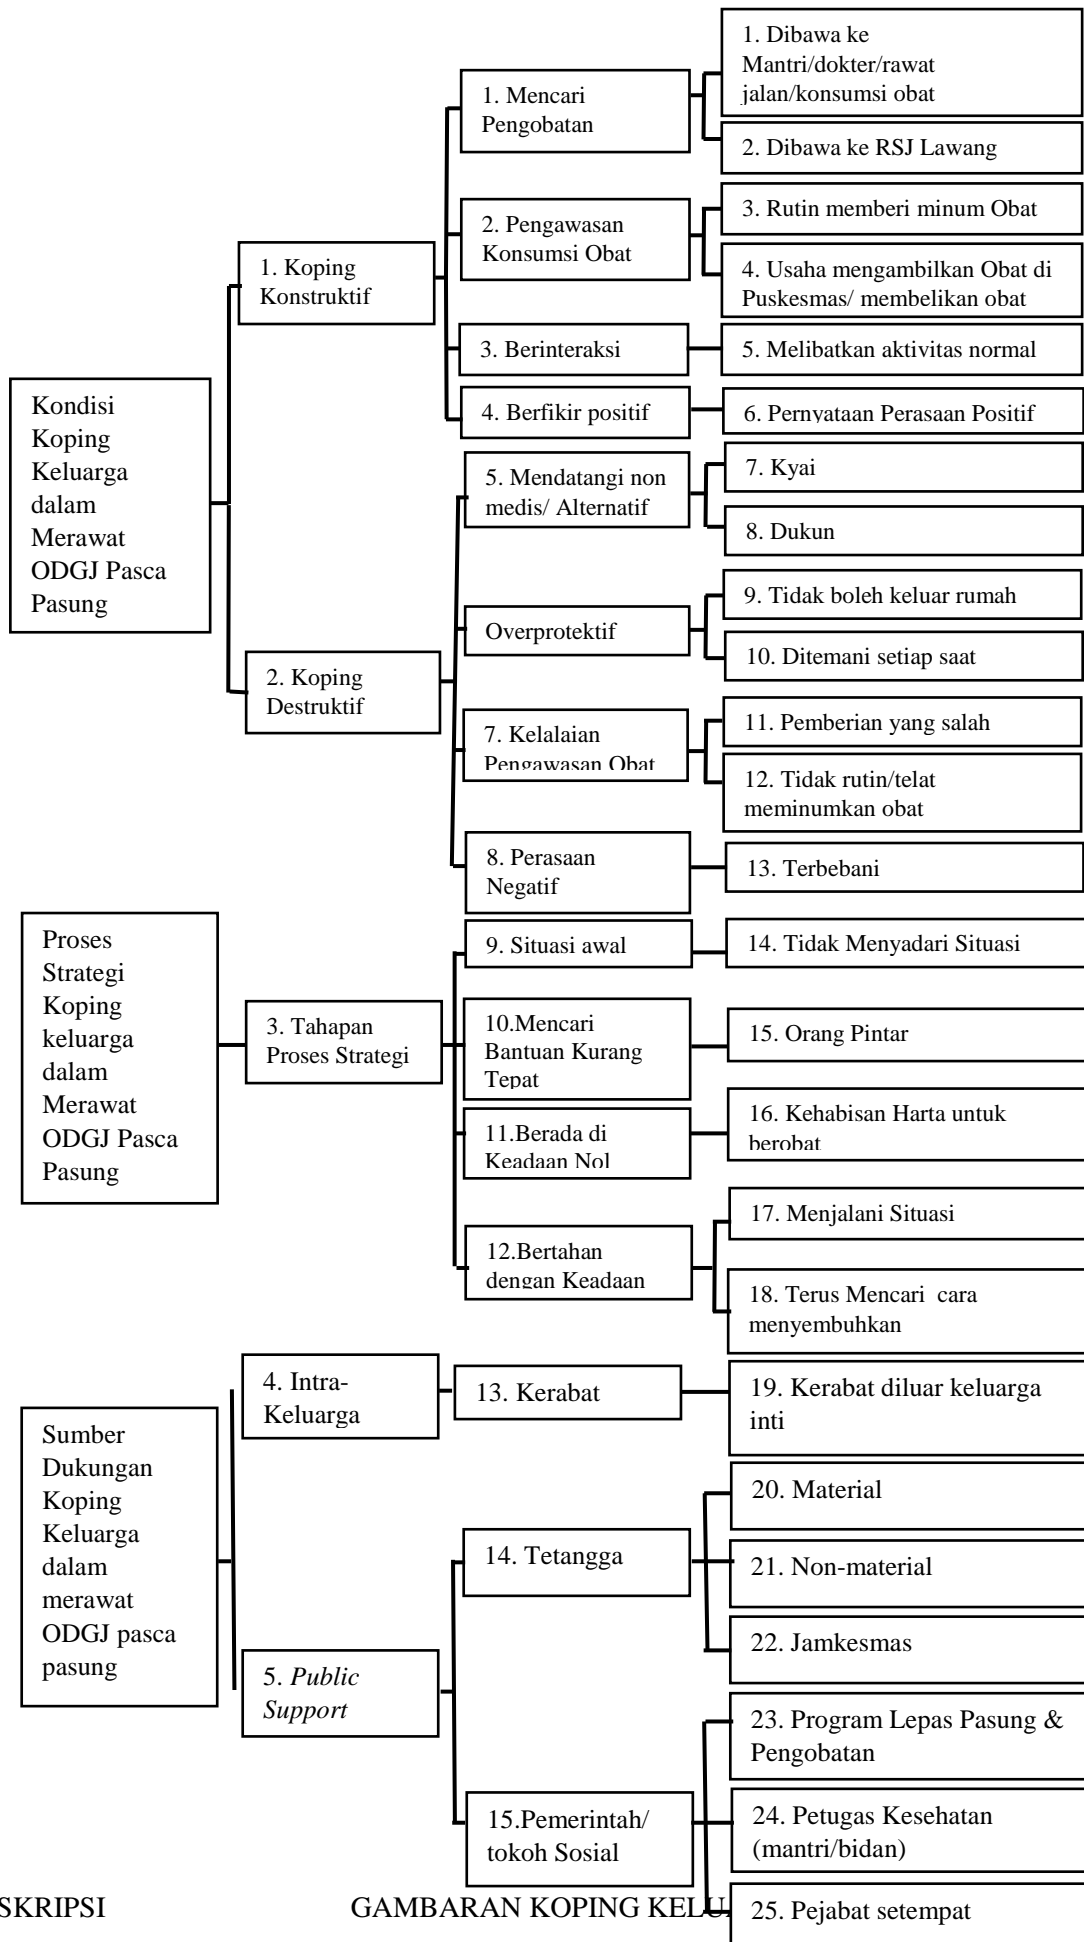 Kondisi
Koping
Keluarga
dalam
Merawat
ODGJ Pasca
Pasung
1. Koping
Konstruktif
1. Mencari
Pengobatan
1. Dibawa ke
Mantri/dokter/rawat
jalan/konsumsi obat
2. Dibawa ke RSJ Lawang
2. Pengawasan
Konsumsi Obat
3. Rutin memberi minum Obat
4. Usaha mengambilkan Obat di
Puskesmas/ membelikan obat
3. Berinteraksi
5. Melibatkan aktivitas normal
4. Berfikir positif
6. Pernyataan Perasaan Positif
2. Koping
Destruktif
5. Mendatangi non
medis/ Alternatif
7. Kyai
8. Dukun
Overprotektif
9. Tidak boleh keluar rumah
10. Ditemani setiap saat
7. Kelalaian
Pengawasan Obat
11. Pemberian yang salah
12. Tidak rutin/telat
meminumkan obat
8. Perasaan
Negatif
13. Terbebani
Proses
Strategi
Koping
keluarga
dalam
Merawat
ODGJ Pasca
Pasung
3. Tahapan
Proses Strategi
9. Situasi awal
14. Tidak Menyadari Situasi
10.Mencari
Bantuan Kurang
Tepat
15. Orang Pintar
11.Berada di
Keadaan Nol
16. Kehabisan Harta untuk
berobat
12.Bertahan
dengan Keadaan
17. Menjalani Situasi
18. Terus Mencari cara
menyembuhkan
Sumber
Dukungan
Koping
Keluarga
dalam
merawat
ODGJ pasca
pasung
4. Intra-
Keluarga
13. Kerabat
19. Kerabat diluar keluarga
inti
5. Public
Support
14. Tetangga
20. Material
21. Non-material
22. Jamkesmas
15.Pemerintah/
tokoh Sosial
23. Program Lepas Pasung &
Pengobatan
24. Petugas Kesehatan
(mantri/bidan)
25. Pejabat setempat
SKRIPSI
GAMBARAN KOPING